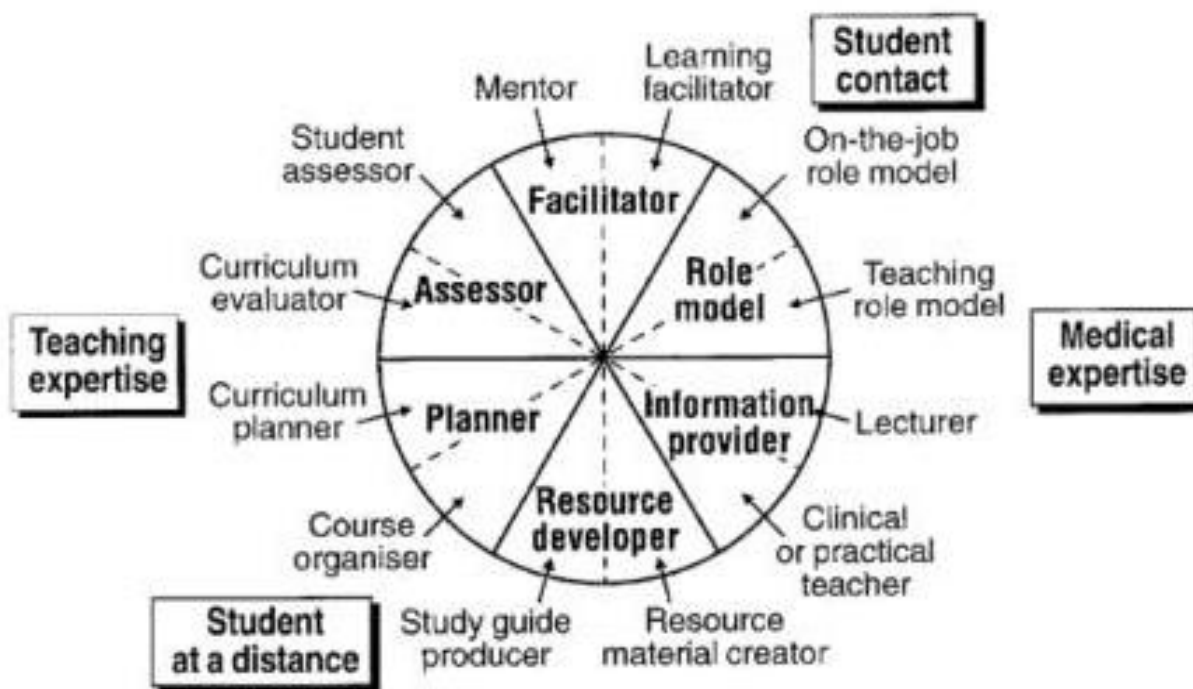 Student
contact
Learning
facilitator
Mentor
Student
assessor
On-the-job
role model
Facilitator
Curriculum
evaluator
Assessor
Role
model
Teaching
role model
Teaching
expertise
Medical
expertise
Curriculum
planner
Planner
Information
provider
Lecturer
Resource
developer
Course
organiser
Clinical
or practical
teacher
Student
at a distance
Study guide
producer
Resource
material creator